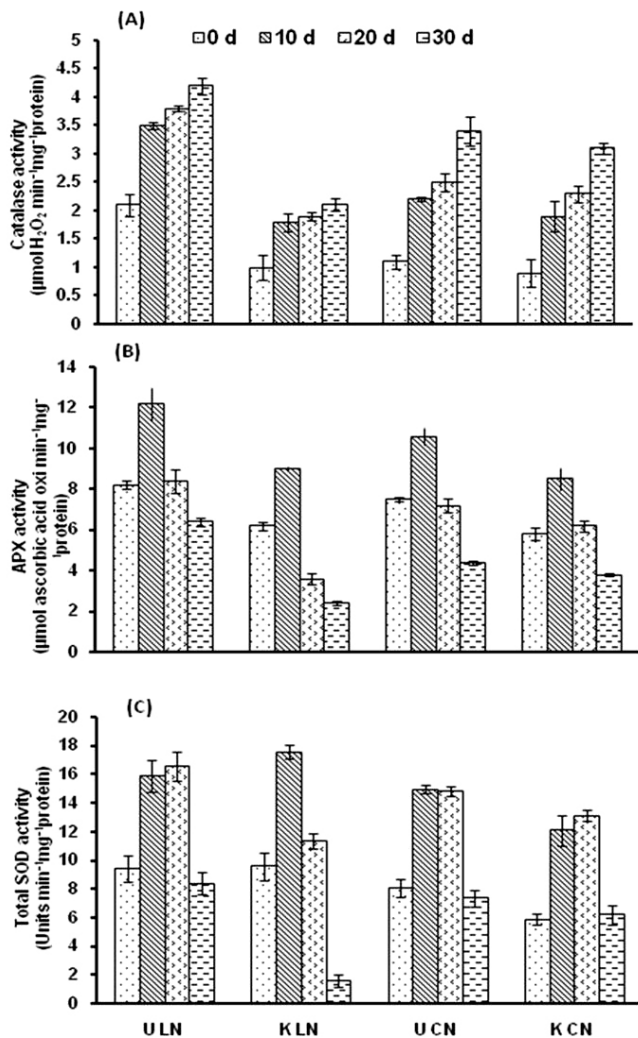 (A)
0 d 10 d 20 d 30 d
Catalase activity
(µmolH₂O₂ min⁻¹mg⁻¹protein)
5
4.5
4
3.5
3
2.5
2
1.5
1
0.5
0
(B)
APX activity
(µmol ascorbic acid oxi min⁻¹mg⁻
¹protein)
14
12
10
8
6
4
2
0
(C)
Total SOD activity
(Units min⁻¹mg⁻¹protein)
20
18
16
14
12
10
8
6
4
2
0
U LN K LN U CN K CN